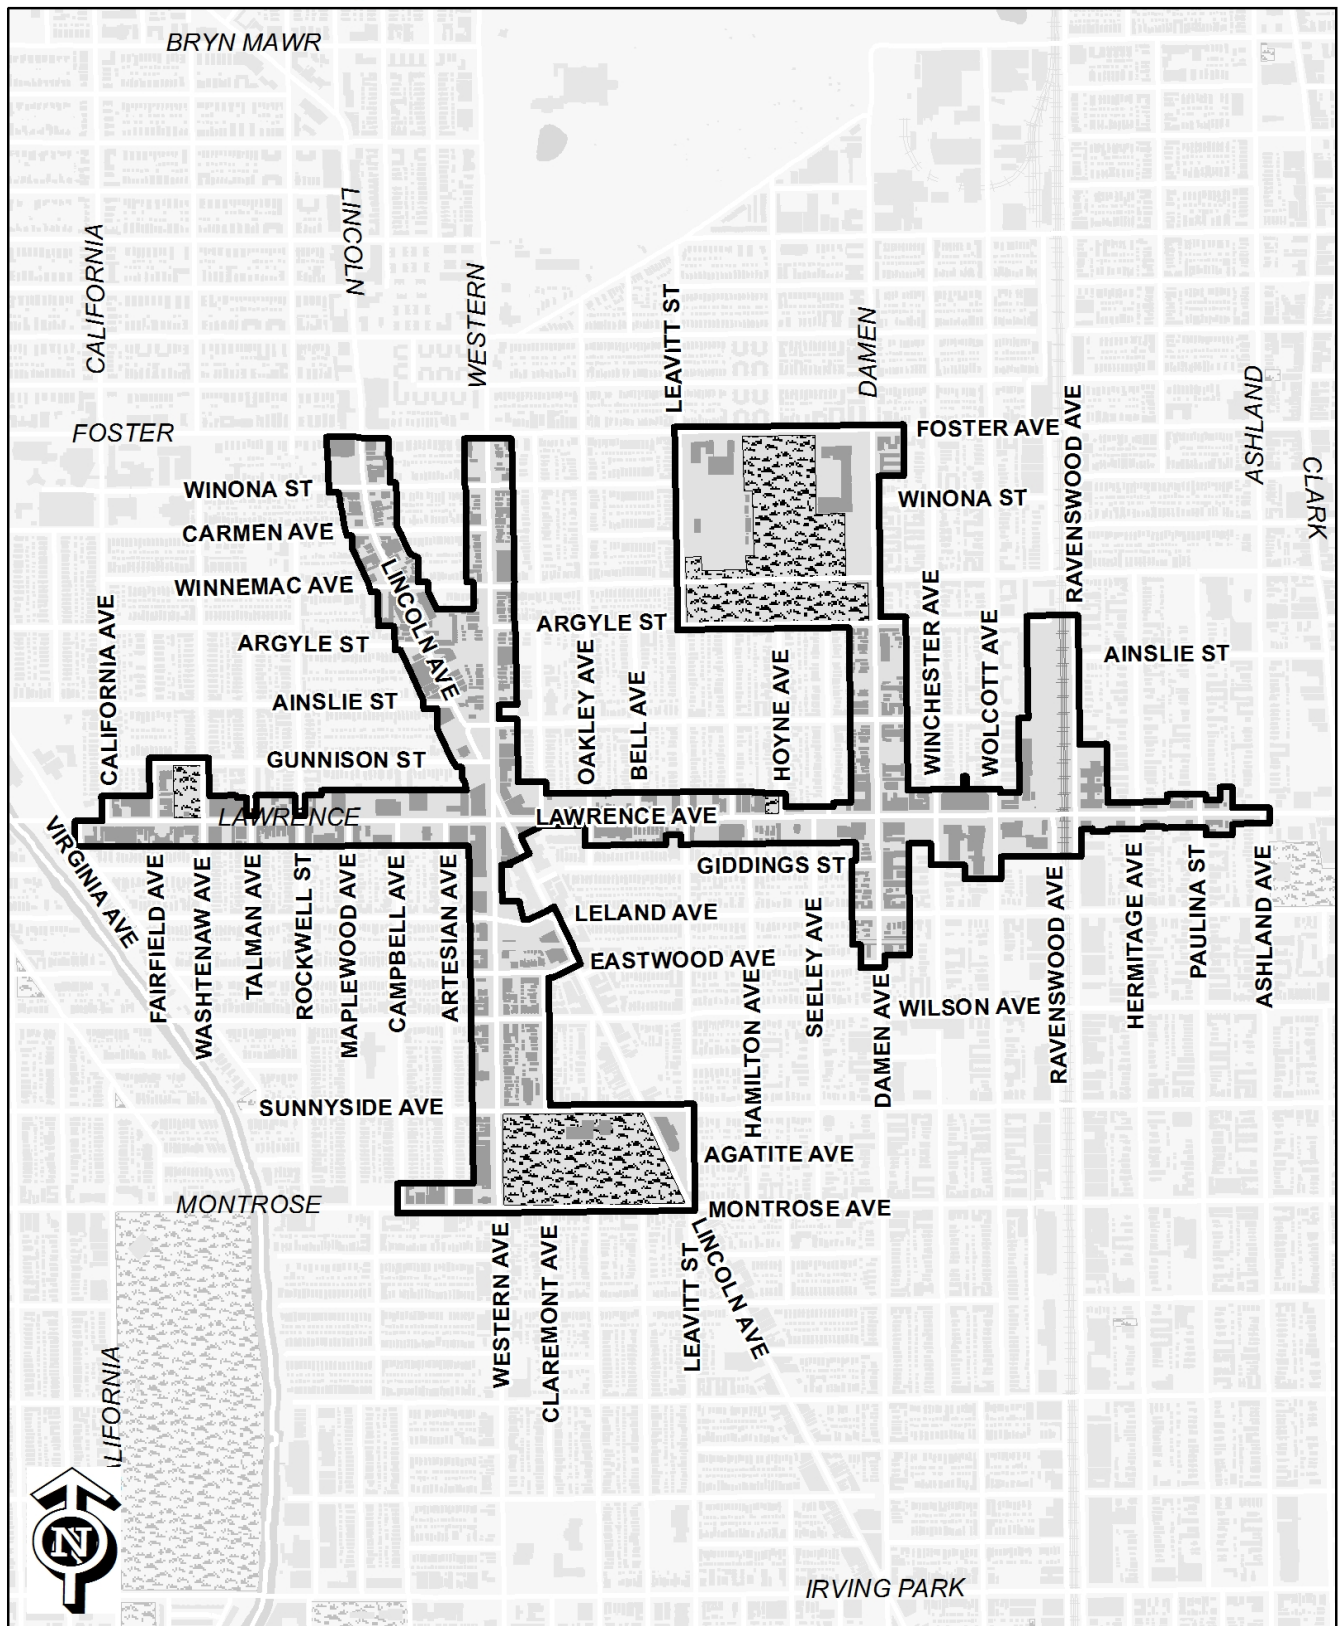 BRYN MAWR
LINCOLN
CALIFORNIA
WESTERN
LEAVITT ST
DAMEN
RAVENSWOOD AVE
ASHLAND
CLARK
FOSTER
FOSTER AVE
WINONA ST
WINONA ST
CARMEN AVE
WINNEMAC AVE
LINCOLN AVE
CALIFORNIA AVE
ARGYLE ST
ARGYLE ST
WINCHESTER AVE
WOLCOTT AVE
AINSLIE ST
OAKLEY AVE
BELL AVE
HOYNE AVE
AINSLIE ST
GUNNISON ST
LAWRENCE
LAWRENCE AVE
VIRGINIA AVE
GIDDINGS ST
FAIRFIELD AVE
WASHTENAW AVE
TALMAN AVE
ROCKWELL ST
MAPLEWOOD AVE
CAMPBELL AVE
ARTESIAN AVE
LELAND AVE
EASTWOOD AVE
SEELEY AVE
HERMITAGE AVE
PAULINA ST
ASHLAND AVE
RAVENSWOOD AVE
HAMILTON AVE
DAMEN AVE
WILSON AVE
SUNNYSIDE AVE
AGATITE AVE
MONTROSE
MONTROSE AVE
WESTERN AVE
CLAREMONT AVE
LEAVITT ST
LINCOLN AVE
ALIFORNIA
N
IRVING PARK